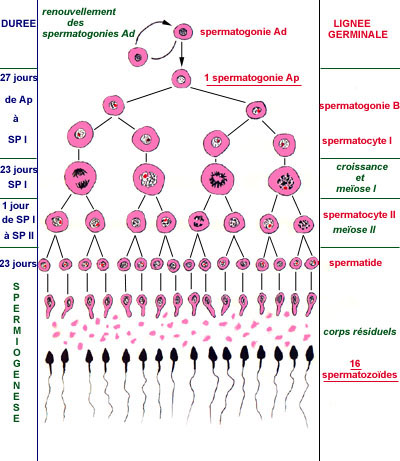 DUREE
renouvellement
des
spermatogonies Ad
LIGNEE
GERMINALE
spermatogonie Ad
27 jours
de Ap
à
SP I
1 spermatogonie Ap
spermatogonie B
spermatocyte I
23 jours
SP I
croissance
et
meïose I
1 jour
de SP I
à SP II
spermatocyte II
meïose II
23 jours
spermatide
S
P
E
R
M
I
O
G
E
N
E
S
E
corps résiduels
16
spermatozoïdes